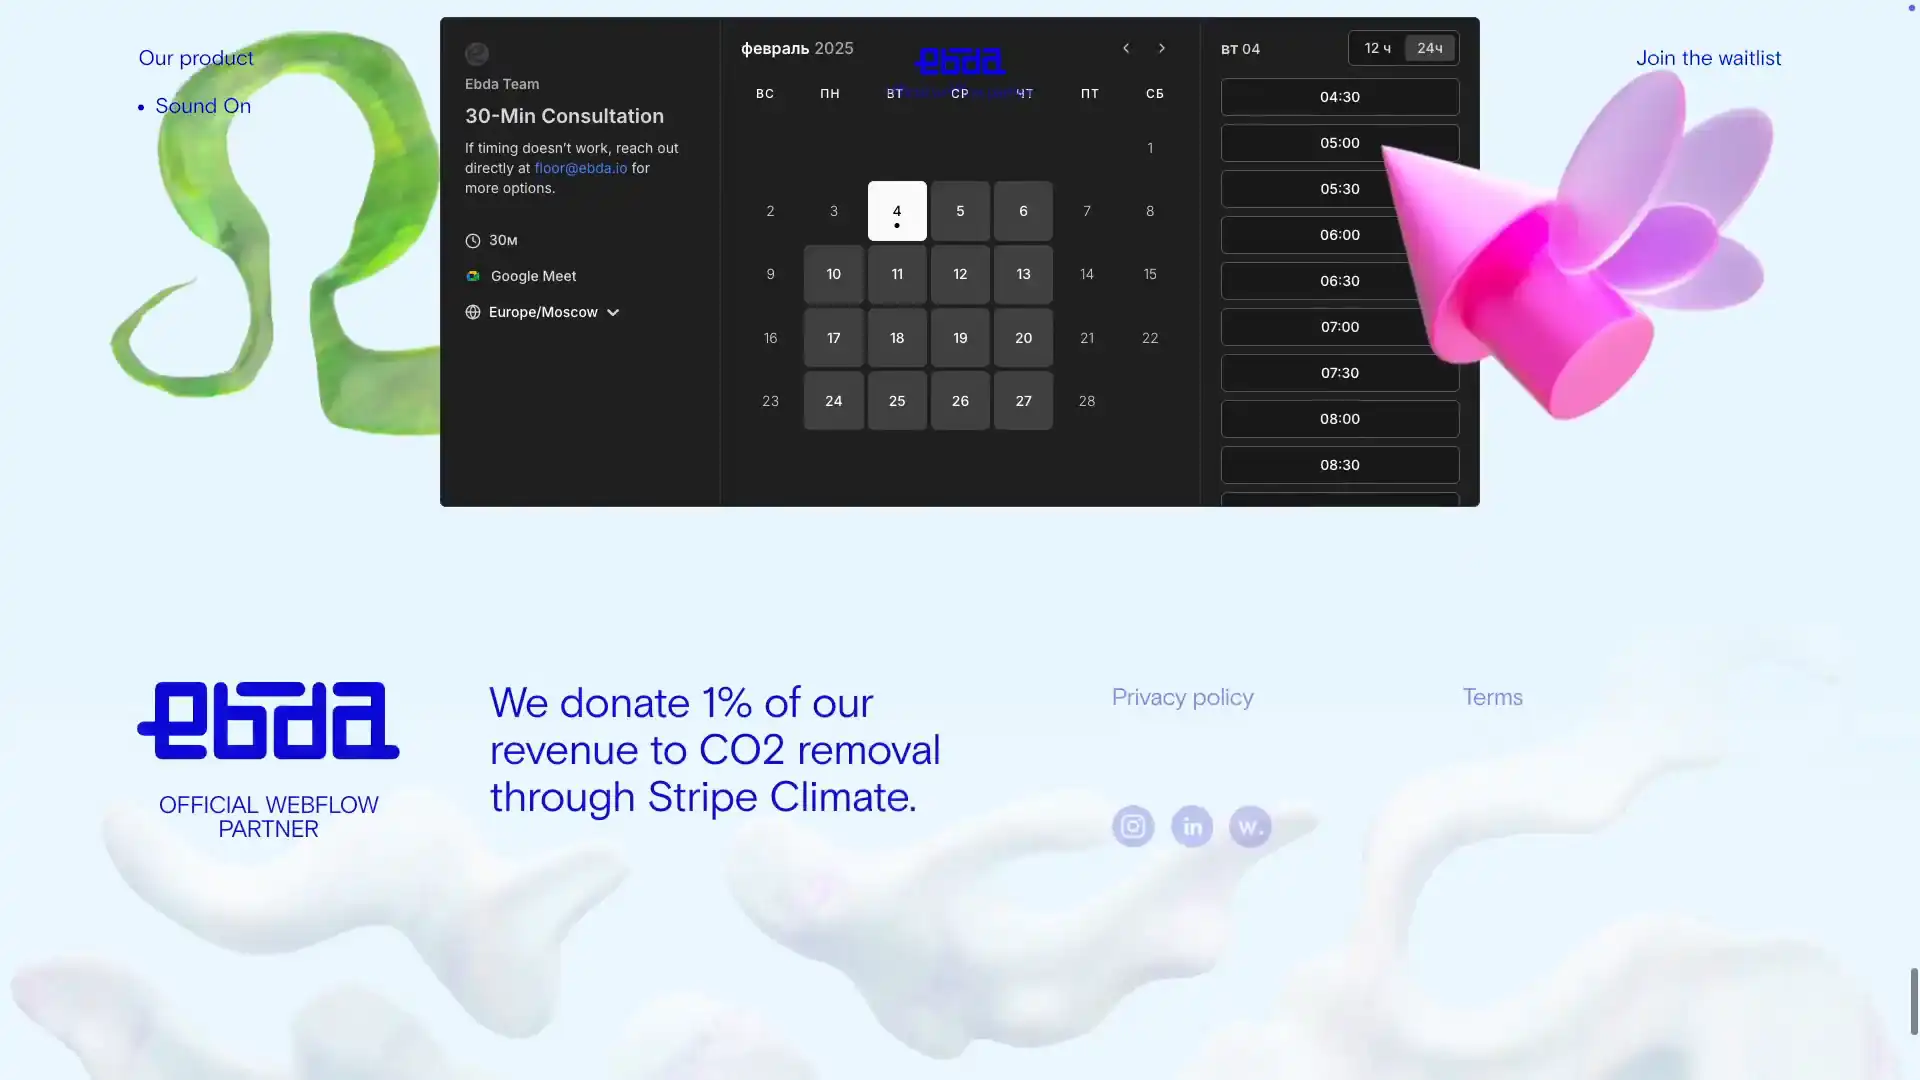 Our product
• Sound On
Join the waitlist
Ebda Team
30-Min Consultation
If timing doesn't work, reach out
directly at floor@ebda.io for
more options.
30м
Google Meet
Europe/Moscow
февраль 2025
ebda
ВС ПН ВТ СР ЧТ ПТ СБ
1
2 3 4 5 6 7 8
9 10 11 12 13 14 15
16 17 18 19 20 21 22
23 24 25 26 27 28
вт 04
12 ч 24ч
04:30
05:00
05:30
06:00
06:30
07:00
07:30
08:00
08:30
ebda
OFFICIAL WEBFLOW
PARTNER
We donate 1% of our
revenue to CO2 removal
through Stripe Climate.
Privacy policy
Terms
in
w.